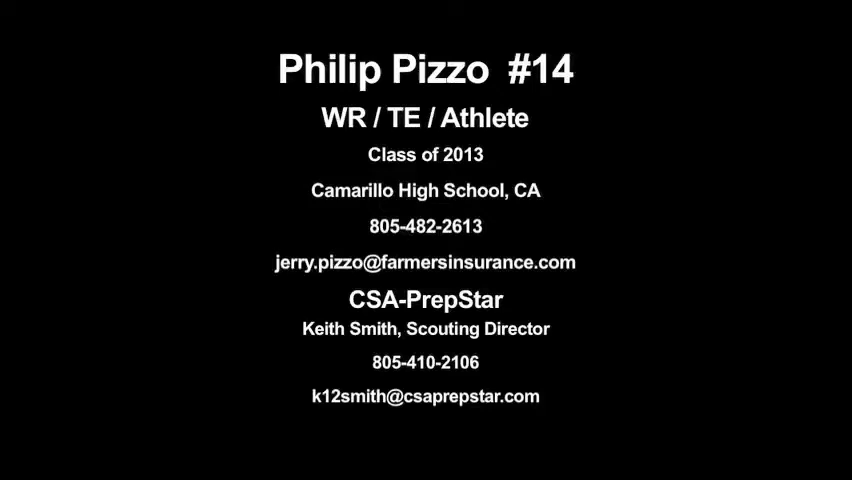 Philip Pizzo #14
WR / TE / Athlete
Class of 2013
Camarillo High School, CA
805-482-2613
jerry.pizzo@farmersinsurance.com
CSA-PrepStar
Keith Smith, Scouting Director
805-410-2106
k12smith@csaprepstar.com